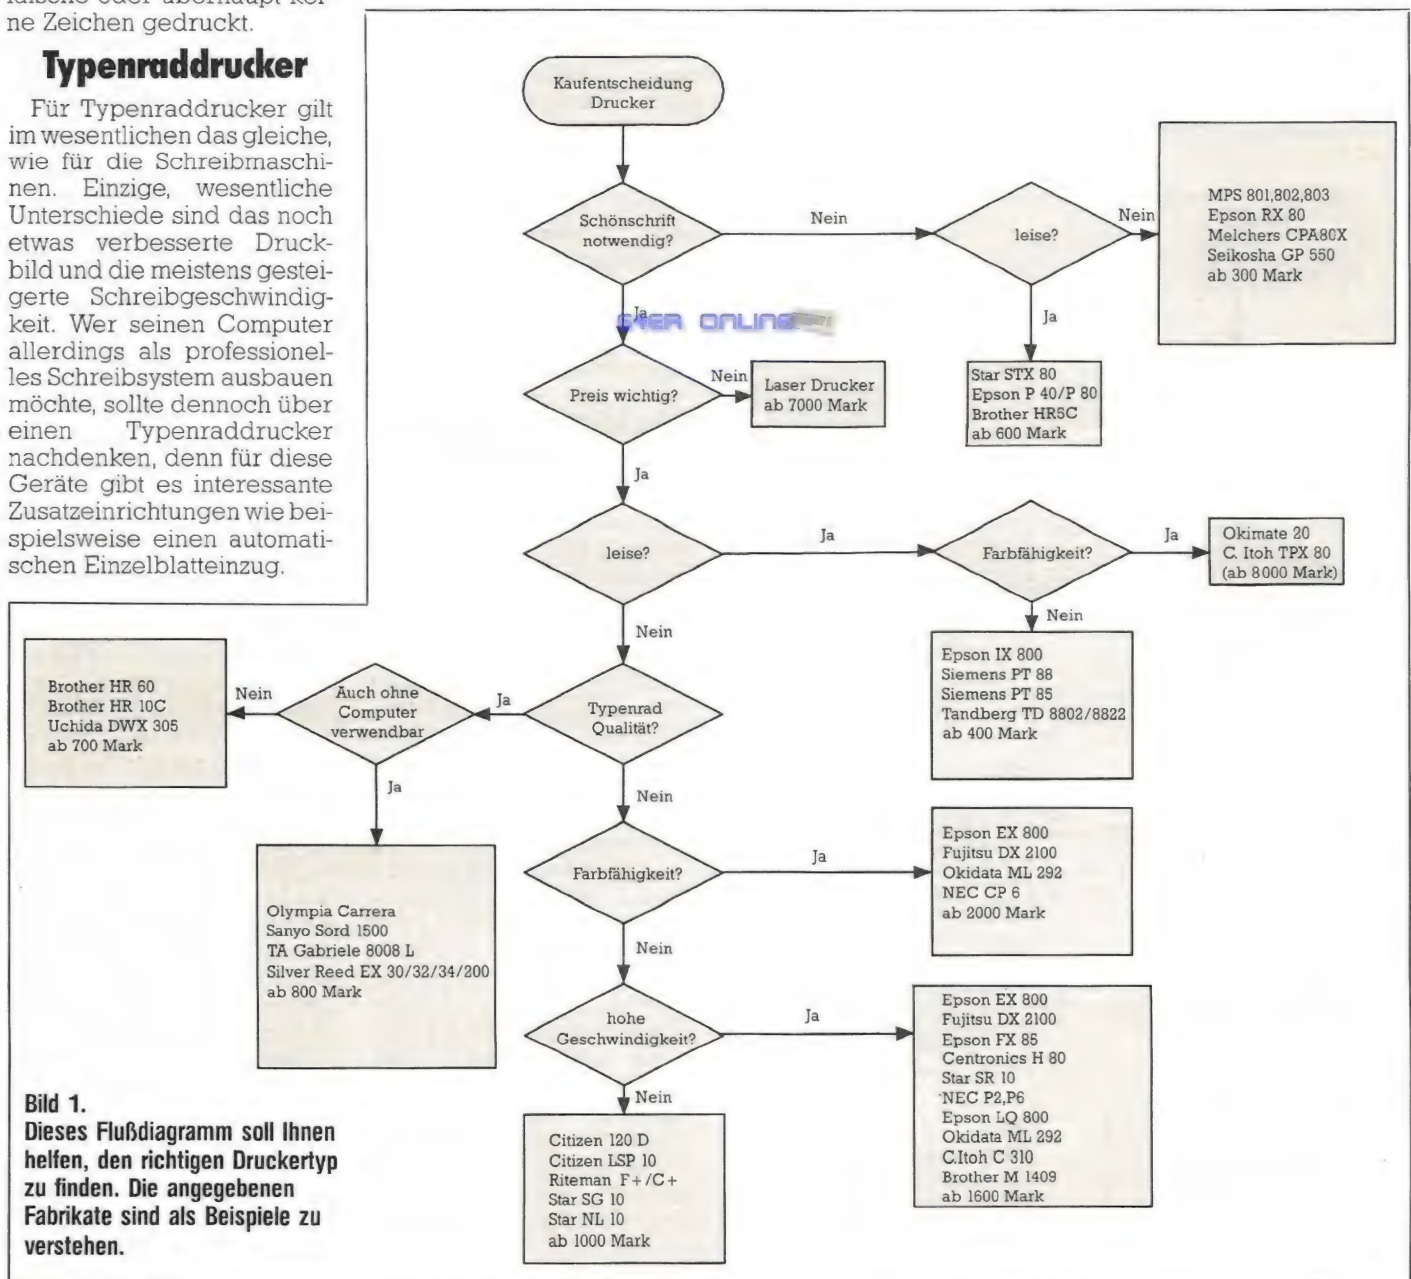 ne Zeichen gedruckt.
Typenraddrucker
Für Typenraddrucker gilt
im wesentlichen das gleiche,
wie für die Schreibmaschi-
nen. Einzige, wesentliche
Unterschiede sind das noch
etwas verbesserte Druck-
bild und die meistens gestei-
gerte Schreibgeschwindig-
keit. Wer seinen Computer
allerdings als professionel-
les Schreibsystem ausbauen
möchte, sollte dennoch über
einen Typenraddrucker
nachdenken, denn für diese
Geräte gibt es interessante
Zusatzeinrichtungen wie bei-
spielsweise einen automati-
schen Einzelblatteinzug.
Kaufentscheidung
Drucker
Schönschrift
notwendig?
Nein
leise?
Nein
MPS 801,802,803
Epson RX 80
Melchers CPA80X
Seikosha GP 550
ab 300 Mark
Ja
Star STX 80
Epson P 40/P 80
Brother HR5C
ab 600 Mark
Ja
64ER ONLINE
Preis wichtig?
Nein
Laser Drucker
ab 7000 Mark
Ja
leise?
Ja
Farbfähigkeit?
Ja
Okimate 20
C. Itoh TPX 80
(ab 8000 Mark)
Nein
Epson IX 800
Siemens PT 88
Siemens PT 85
Tandberg TD 8802/8822
ab 400 Mark
Nein
Typenrad
Qualität?
Ja
Auch ohne
Computer
verwendbar
Nein
Brother HR 60
Brother HR 10C
Uchida DWX 305
ab 700 Mark
Ja
Olympia Carrera
Sanyo Sord 1500
TA Gabriele 8008 L
Silver Reed EX 30/32/34/200
ab 800 Mark
Nein
Farbfähigkeit?
Ja
Epson EX 800
Fujitsu DX 2100
Okidata ML 292
NEC CP 6
ab 2000 Mark
Nein
hohe
Geschwindigkeit?
Ja
Epson EX 800
Fujitsu DX 2100
Epson FX 85
Centronics H 80
Star SR 10
NEC P2,P6
Epson LQ 800
Okidata ML 292
C.Itoh C 310
Brother M 1409
ab 1600 Mark
Nein
Citizen 120 D
Citizen LSP 10
Riteman F+/C+
Star SG 10
Star NL 10
ab 1000 Mark
Bild 1.
Dieses Flußdiagramm soll Ihnen
helfen, den richtigen Druckertyp
zu finden. Die angegebenen
Fabrikate sind als Beispiele zu
verstehen.